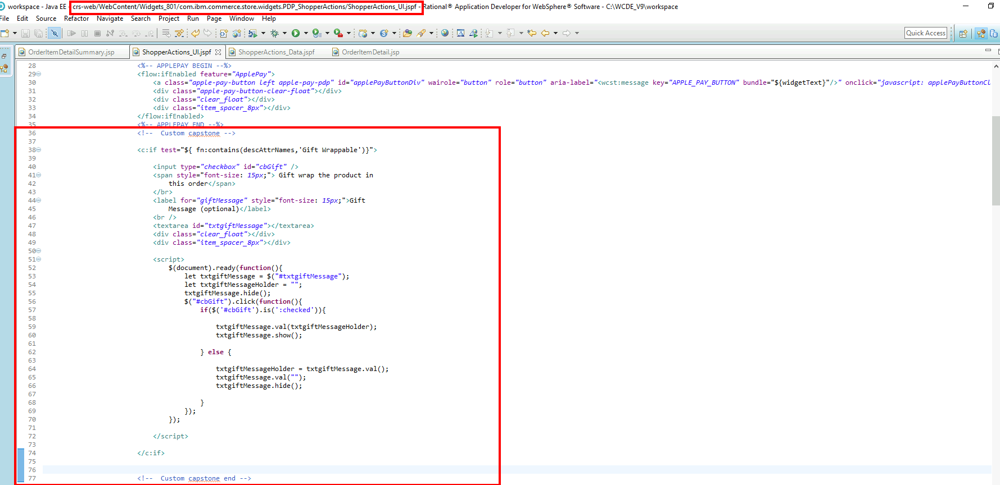 workspace - Java EE - crs-web/WebContent/Widgets_801/com.ibm.commerce.store.widgets.PDP_ShopperActions/ShopperActions_UI.jspf - Rational® Application Developer for WebSphere® Software - C:\WCDE_V9\workspace
File Edit Source Refactor Navigate Search Project Run Page Window Help
Quick Access
OrderItemDetailSummary.jsp ShopperActions_UI.jspf ShopperActions_Data.jspf OrderItemDetail.jsp
28 <%-- APPLEPAY BEGIN --%>
29 <flow:ifEnabled feature="ApplePay">
30 <a class="apple-pay-button left apple-pay-pdp" id="applePayButtonDiv" wairole="button" role="button" aria-label="<wcst:message key="APPLE_PAY_BUTTON" bundle="${widgetText}"/>" onclick="javascript: applePayButtonCl
31 <div class="apple-pay-button-clear-float"></div>
32 <div class="clear_float"></div>
33 <div class="item_spacer_8px"></div>
34 </flow:ifEnabled>
35 <%-- APPLEPAY END --%>
36 <!--  Custom capstone -->
37
38 <c:if test="${ fn:contains(descAttrNames,'Gift Wrappable')}">
39
40 <input type="checkbox" id="cbGift" />
41 <span style="font-size: 15px;"> Gift wrap the product in
42 this order</span>
43 </br>
44 <label for="giftMessage" style="font-size: 15px;">Gift
45 Message (optional)</label>
46 <br />
47 <textarea id="txtgiftMessage"></textarea>
48 <div class="clear_float"></div>
49 <div class="item_spacer_8px"></div>
50
51 <script>
52 $(document).ready(function(){
53 let txtgiftMessage = $("#txtgiftMessage");
54 let txtgiftMessageHolder = "";
55 txtgiftMessage.hide();
56 $("#cbGift").click(function(){
57 if($('#cbGift').is(':checked')){
58
59 txtgiftMessage.val(txtgiftMessageHolder);
60 txtgiftMessage.show();
61
62 } else {
63
64 txtgiftMessageHolder = txtgiftMessage.val();
65 txtgiftMessage.val("");
66 txtgiftMessage.hide();
67
68 }
69 });
70 });
71
72 </script>
73
74 </c:if>
75
76
77 <!--  Custom capstone end -->